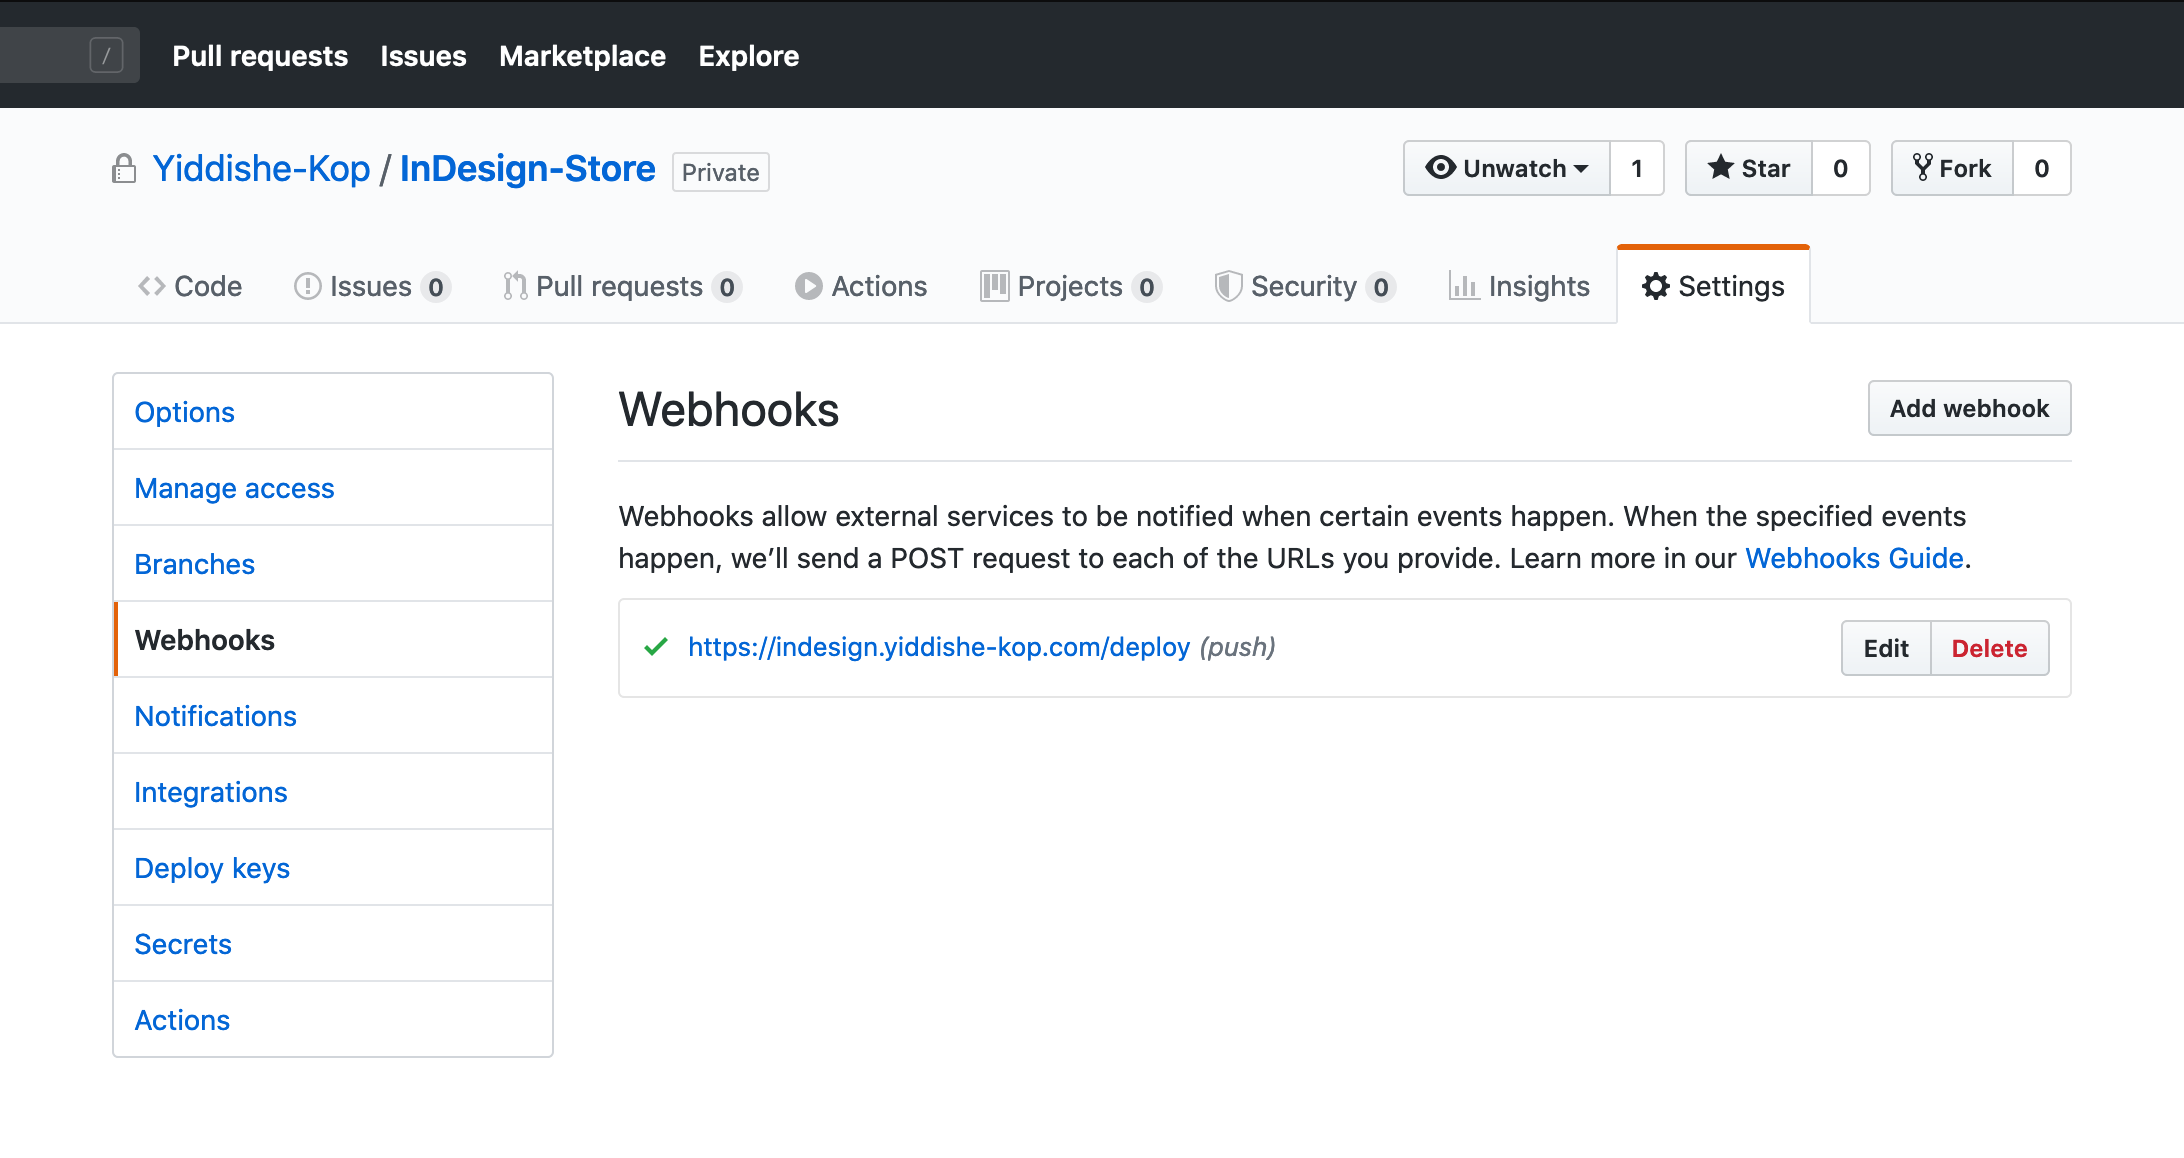 / Pull requests Issues Marketplace Explore
Yiddishe-Kop / InDesign-Store Private Unwatch 1 Star 0 Fork 0
Code Issues 0 Pull requests 0 Actions Projects 0 Security 0 Insights Settings
Options
Manage access
Branches
Webhooks
Notifications
Integrations
Deploy keys
Secrets
Actions
Webhooks Add webhook
Webhooks allow external services to be notified when certain events happen. When the specified events
happen, we’ll send a POST request to each of the URLs you provide. Learn more in our Webhooks Guide.
https://indesign.yiddishe-kop.com/deploy (push) Edit Delete